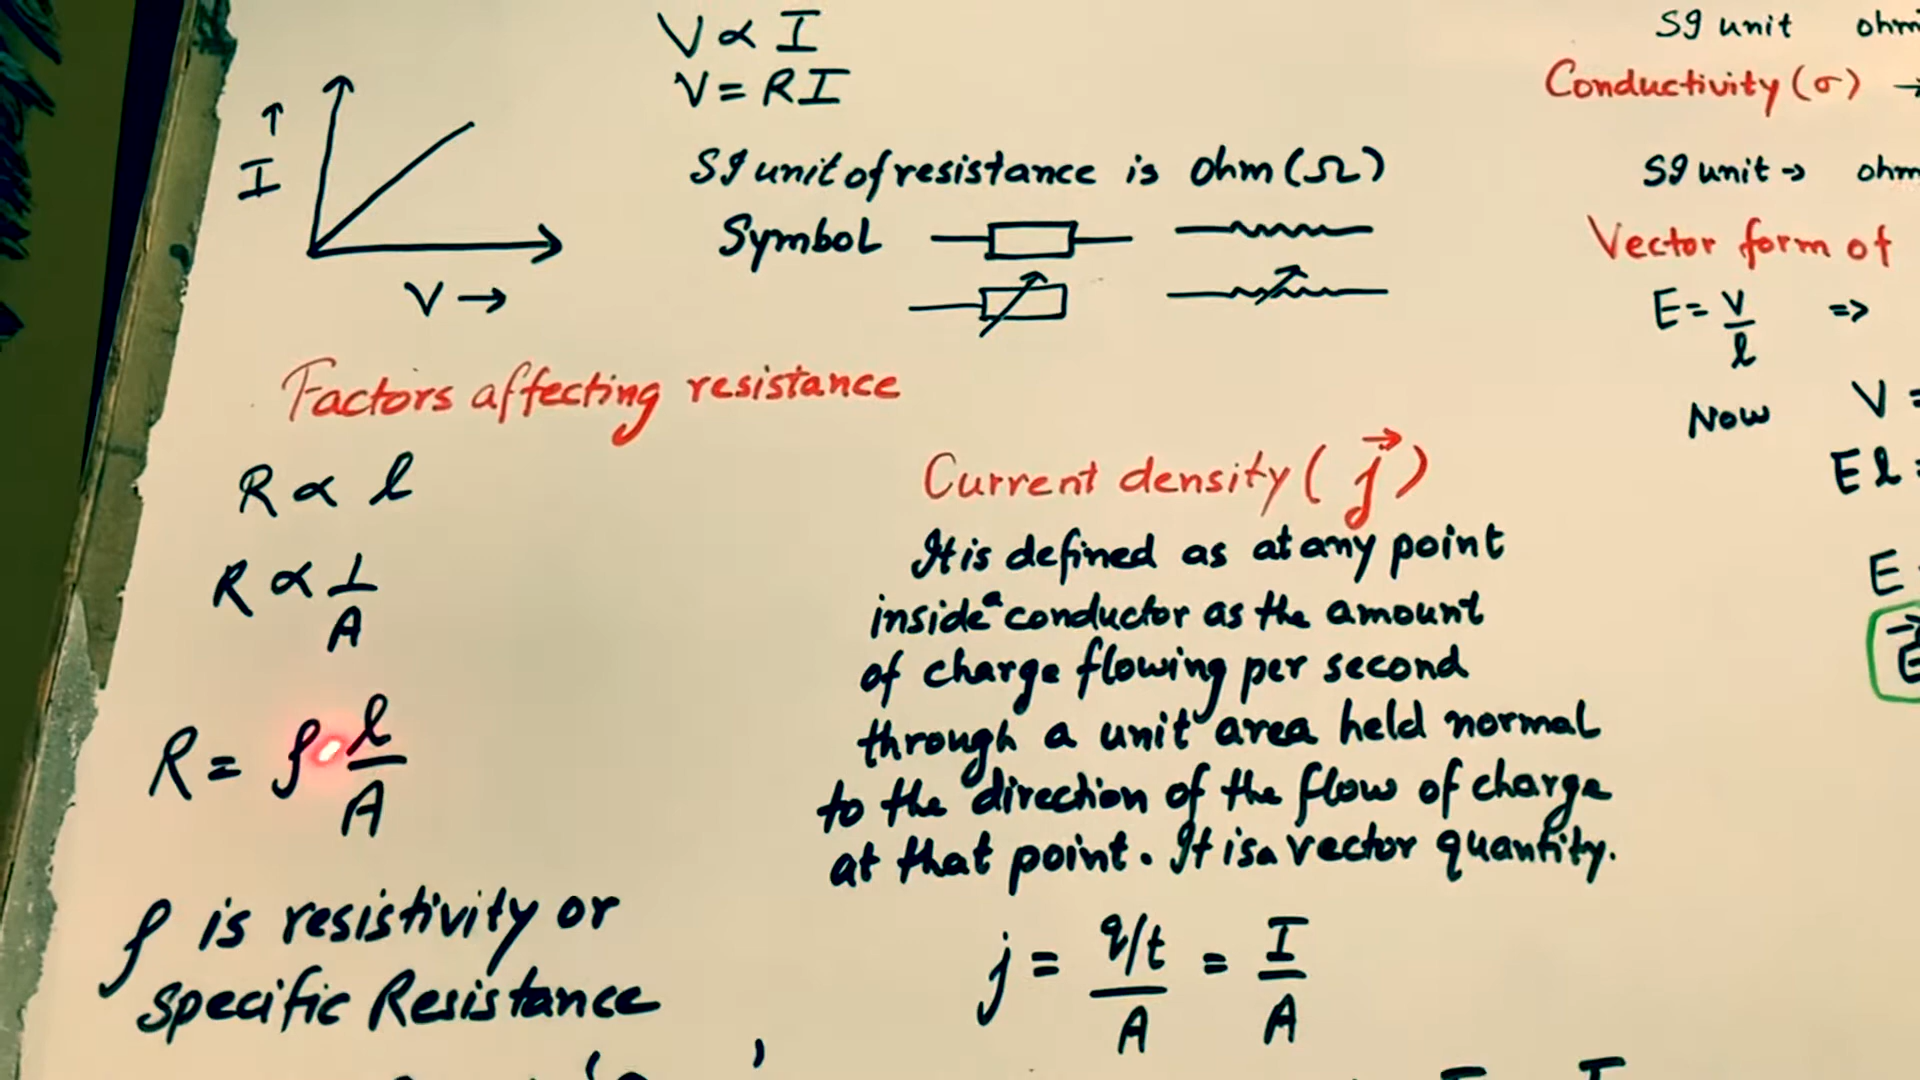 V ∝ I
V = RI
I ↑
V →
SI unit of resistance is Ohm (Ω)
Symbol
Factors affecting resistance
R ∝ l
R ∝ 1/A
R = ρ l/A
ρ is resistivity or
specific Resistance
Current density ( j⃗ )
It is defined as at any point
inside a conductor as the amount
of charge flowing per second
through a unit area held normal
to the direction of the flow of charge
at that point. It is a vector quantity.
j = q/t / A = I / A
SI unit ohm
Conductivity (σ) →
SI unit → ohm
Vector form of
E = V/l =>
Now V =
El =
E